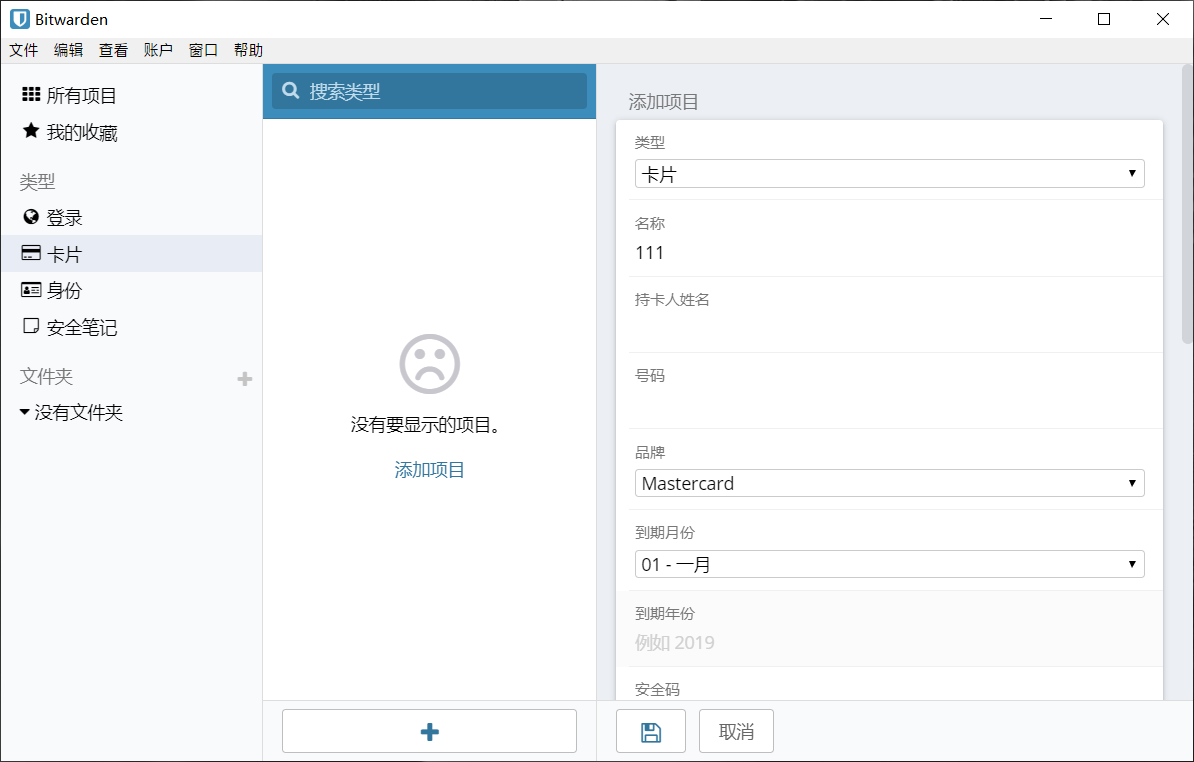 Bitwarden
文件 编辑 查看 账户 窗口 帮助
所有项目
我的收藏
类型
登录
卡片
身份
安全笔记
文件夹
没有文件夹
搜索类型
没有要显示的项目。
添加项目
添加项目
类型
卡片
名称
111
持卡人姓名
号码
品牌
Mastercard
到期月份
01 - 一月
到期年份
例如 2019
安全码
取消